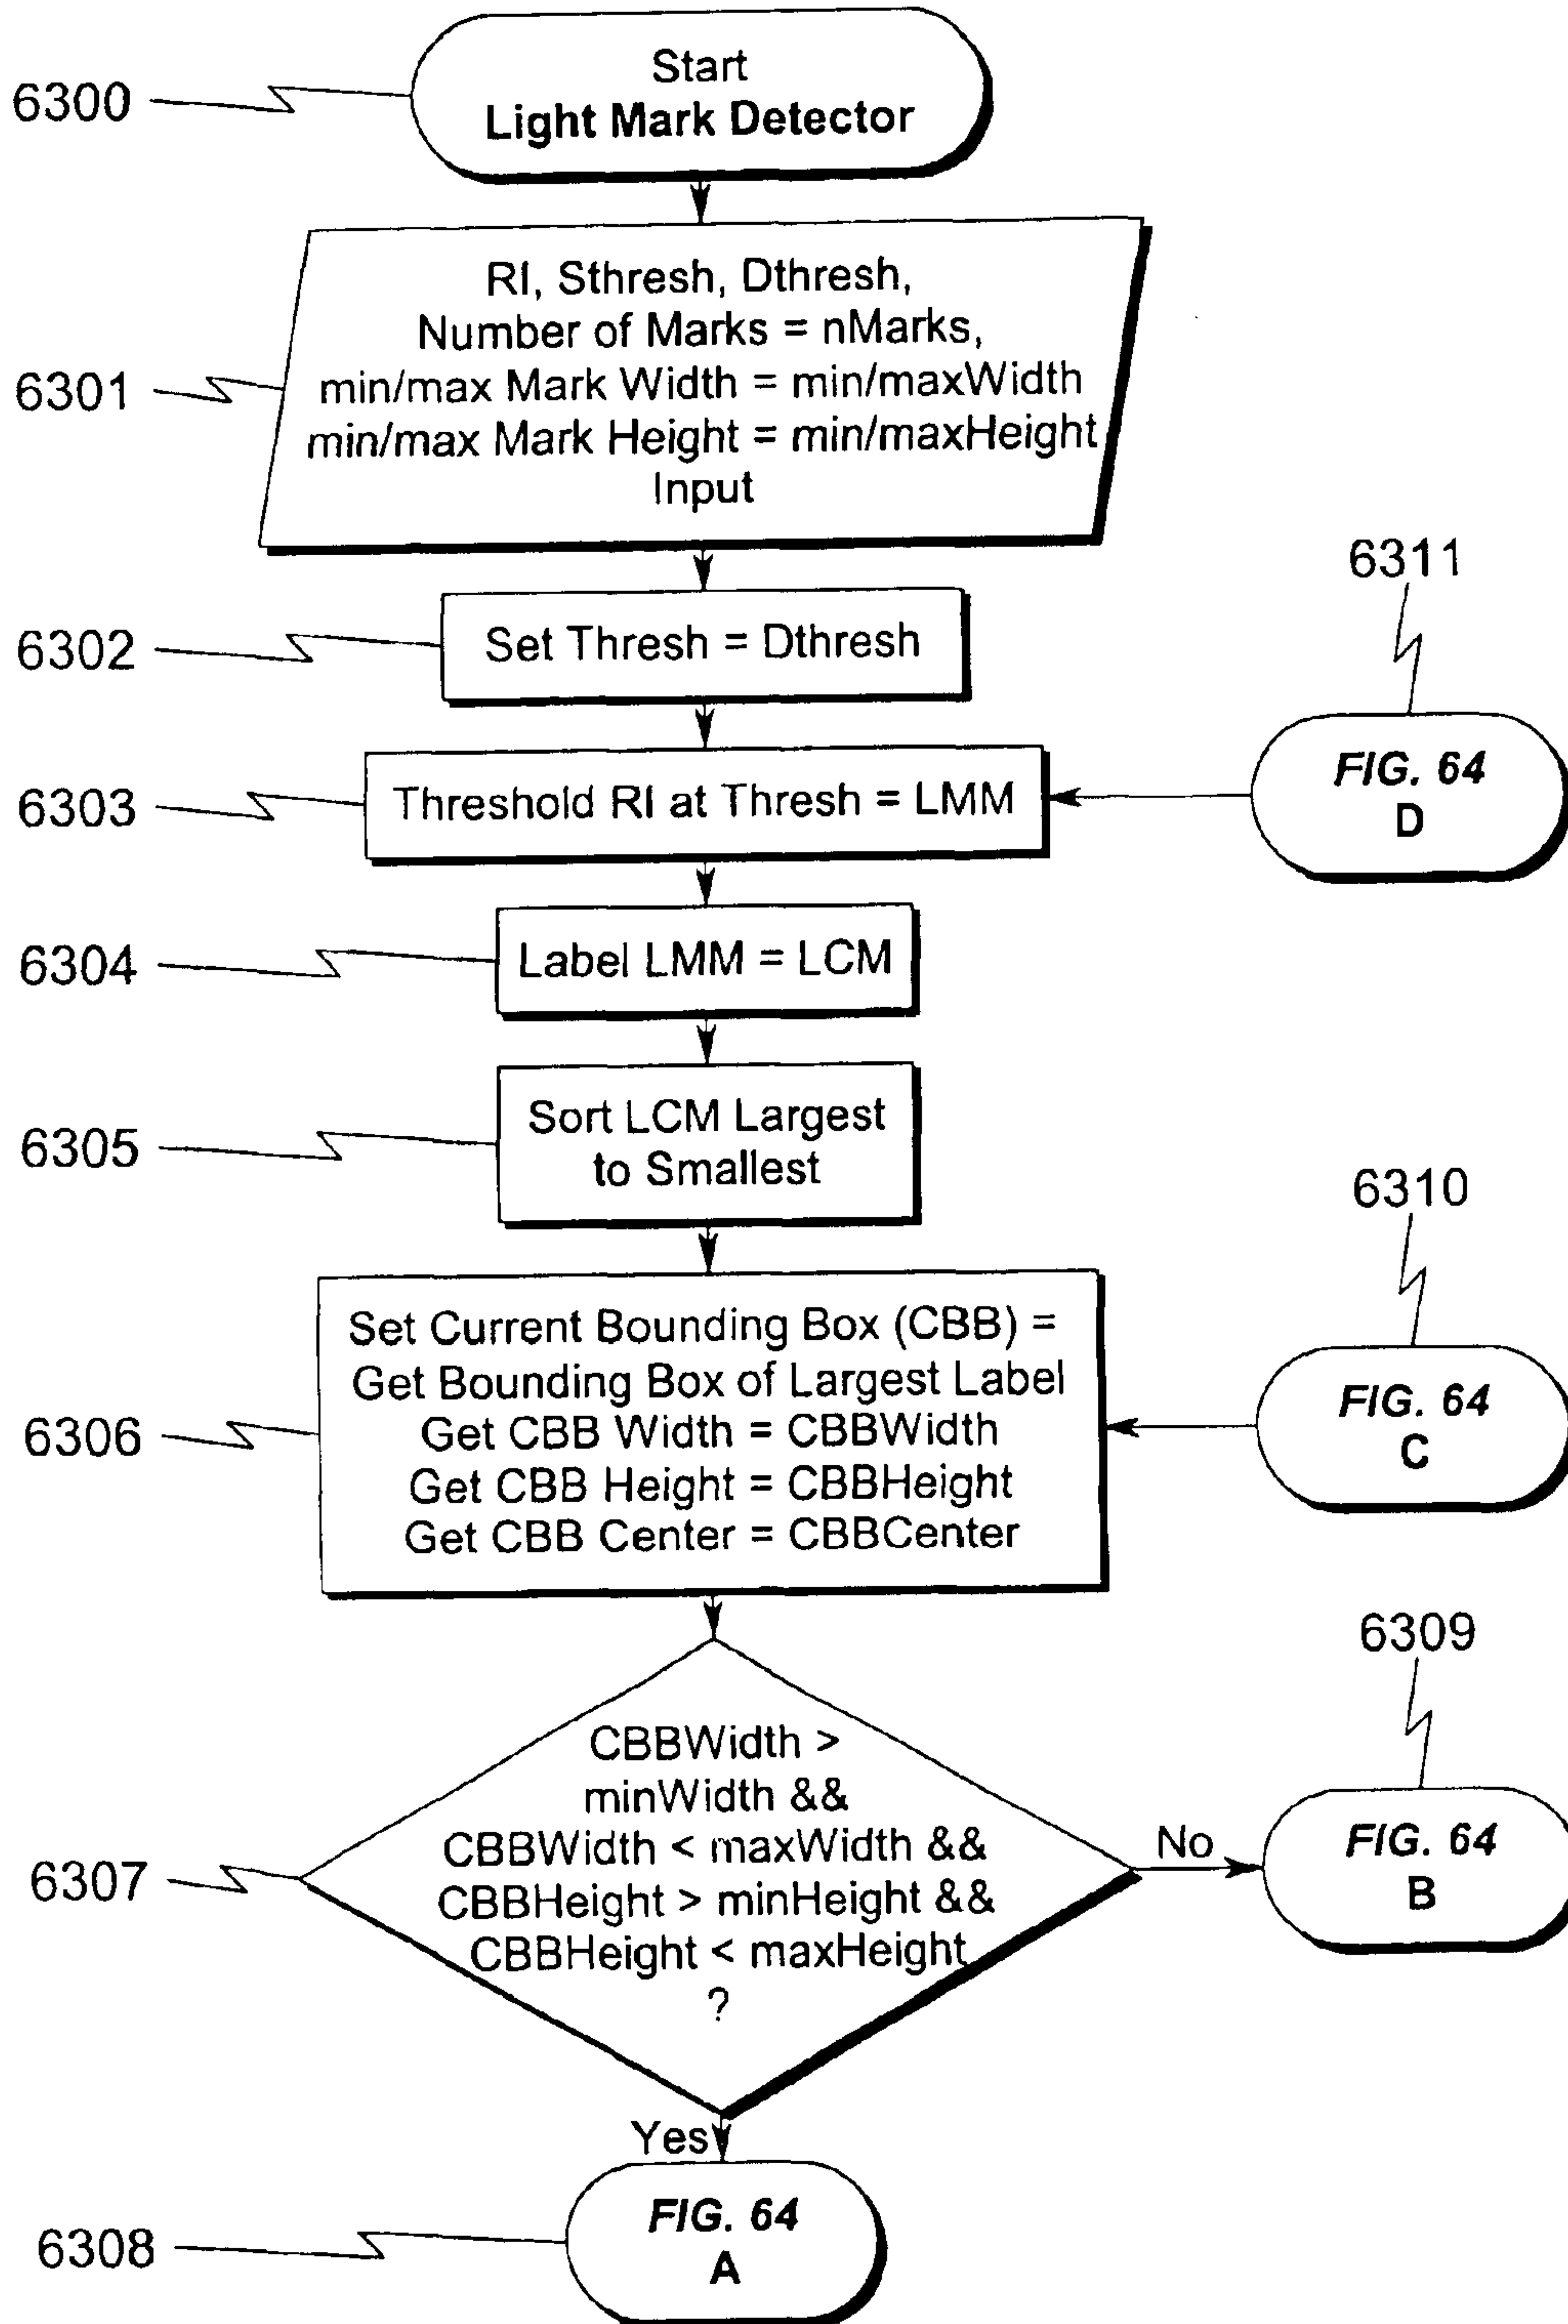 6300
Start
Light Mark Detector
6301
RI, Sthresh, Dthresh,
Number of Marks = nMarks,
min/max Mark Width = min/maxWidth
min/max Mark Height = min/maxHeight
Input
6302
Set Thresh = Dthresh
6311
6303
Threshold RI at Thresh = LMM
FIG. 64
D
6304
Label LMM = LCM
6305
Sort LCM Largest
to Smallest
6310
6306
Set Current Bounding Box (CBB) =
Get Bounding Box of Largest Label
Get CBB Width = CBBWidth
Get CBB Height = CBBHeight
Get CBB Center = CBBCenter
FIG. 64
C
6309
6307
CBBWidth >
minWidth &&
CBBWidth < maxWidth &&
CBBHeight > minHeight &&
CBBHeight < maxHeight
?
No
FIG. 64
B
Yes
6308
FIG. 64
A